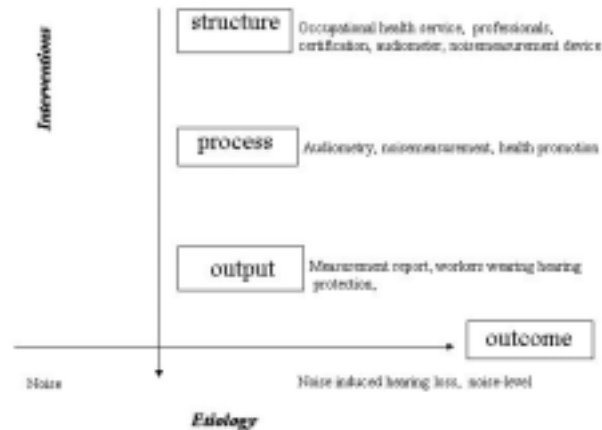 structure
Occupational health service, professionals,
certification, audiometer, noisemeasurement device
Interventions
process
Audiometry, noisemeasurement, health promotion
output
Measurement report, workers wearing hearing
protection,
outcome
Noise
Noise induced hearing loss, noise-level
Etiology